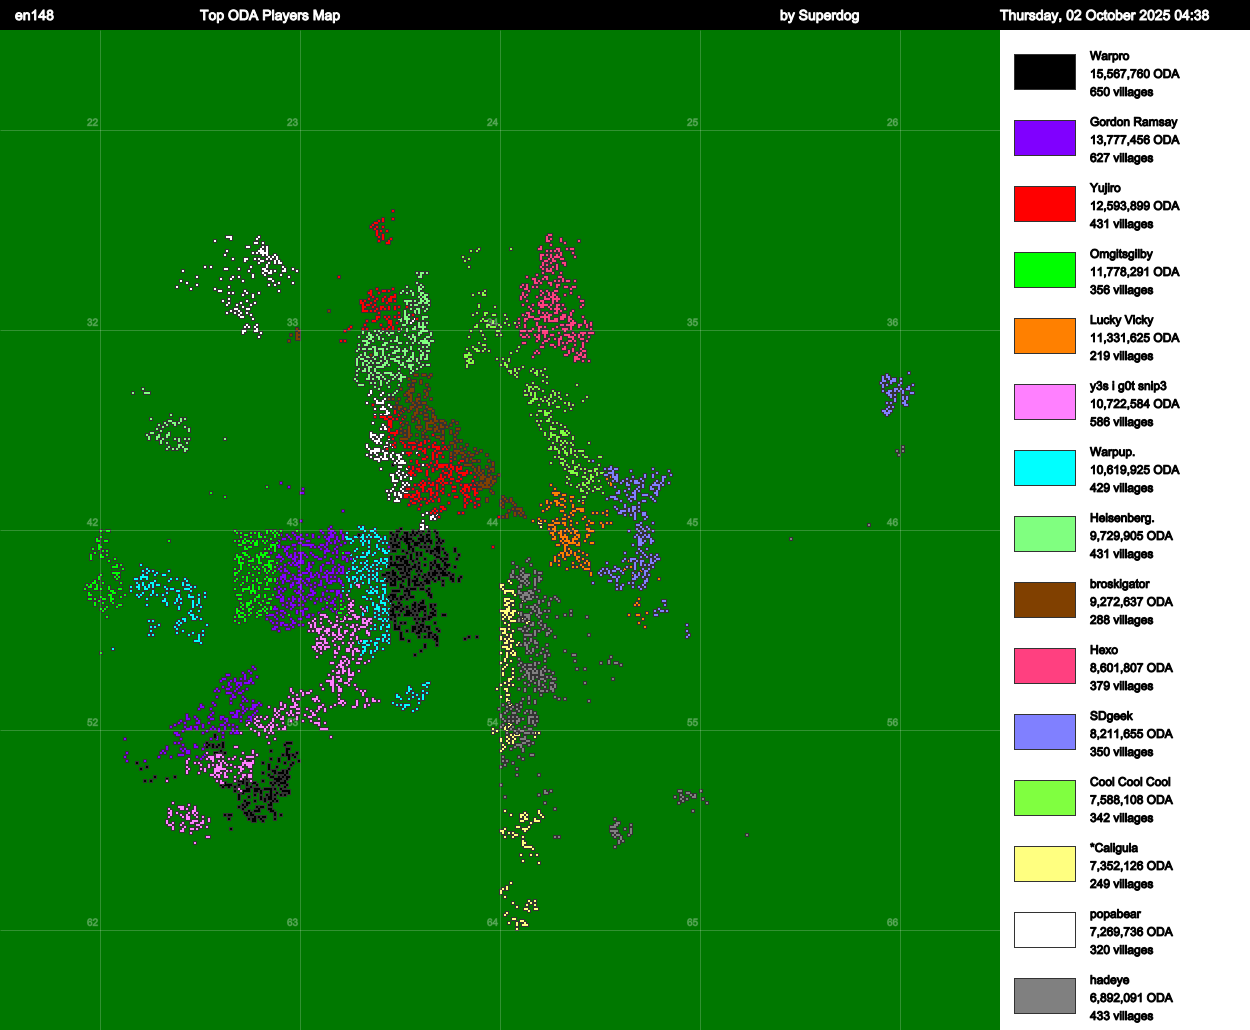 en148 Top ODA Players Map by Superdog Thursday, 02 October 2025 04:38
Warpro
15,567,760 ODA
650 villages
Gordon Ramsay
13,777,456 ODA
627 villages
Yujiro
12,593,899 ODA
431 villages
Omgitsgilby
11,778,291 ODA
356 villages
Lucky Vicky
11,331,625 ODA
219 villages
y3s i g0t snip3
10,722,584 ODA
586 villages
Warpup.
10,619,925 ODA
429 villages
Heisenberg.
9,729,905 ODA
431 villages
broskigator
9,272,637 ODA
288 villages
Hexo
8,601,807 ODA
379 villages
SDgeek
8,211,655 ODA
350 villages
Cool Cool Cool
7,588,108 ODA
342 villages
*Caligula
7,352,126 ODA
249 villages
popabear
7,269,736 ODA
320 villages
hadeye
6,892,091 ODA
433 villages
22 23 24 25 26
32 33 35 36
42 43 44 45 46
52 53 54 55 56
62 63 64 65 66